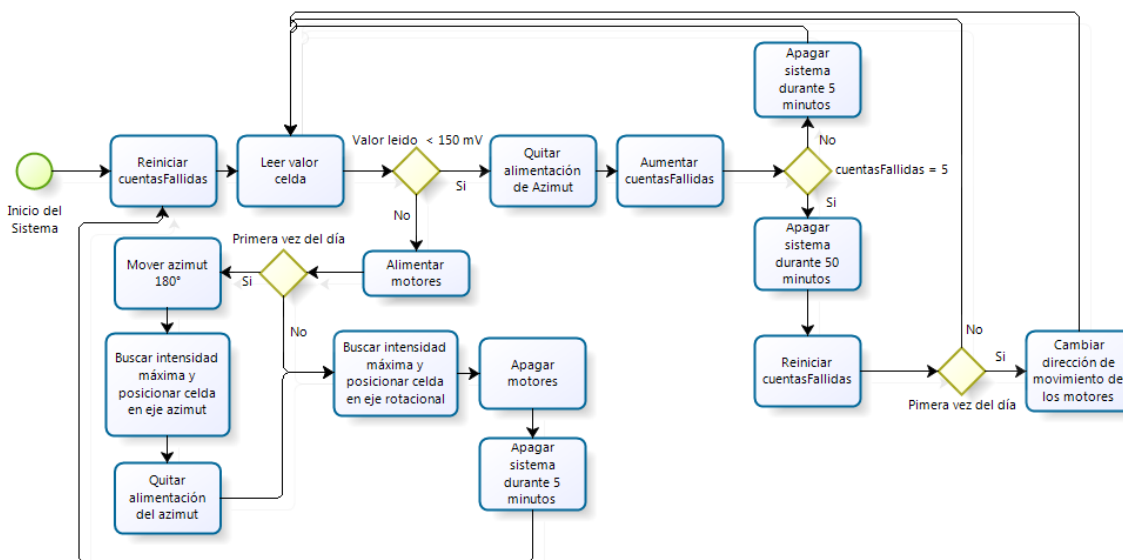 Inicio del
Sistema
Reiniciar
cuentasFallidas
Leer valor
celda
Valor leido < 150 mV
Si
No
Quitar
alimentación
de Azimut
Aumentar
cuentasFallidas
cuentasFallidas = 5
No
Si
Apagar
sistema
durante 5
minutos
Apagar
sistema
durante 50
minutos
Reiniciar
cuentasFallidas
Pimera vez del día
No
Si
Cambiar
dirección de
movimiento de
los motores
Alimentar
motores
Primera vez del día
Si
No
Mover azimut
180°
Buscar intensidad
máxima y
posicionar celda
en eje azimut
Quitar
alimentación
del azimut
Buscar intensidad
máxima y
posicionar celda
en eje rotacional
Apagar
motores
Apagar
sistema
durante 5
minutos